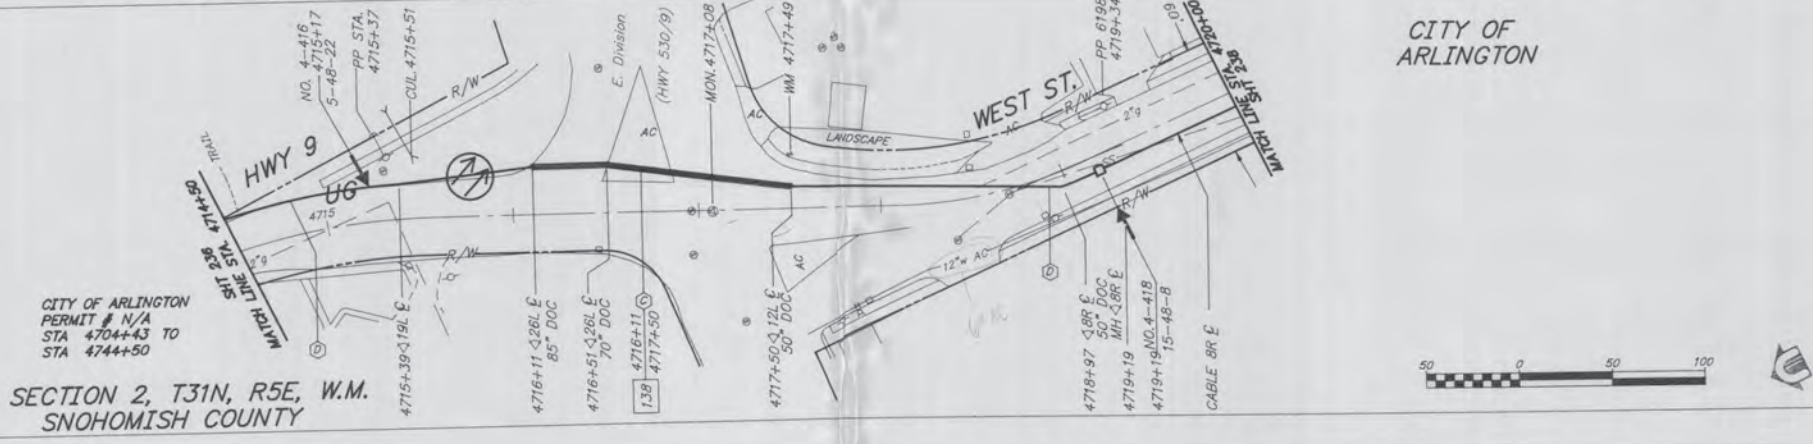 NO. 4-416
4715+17
5-48-22
PP STA.
4715+37
CUL. 4715+51
E. Division
(HWY 530/9)
MON. 4717+08
WM 4717+49
PP 6198
4719+34
60'
MATCH LINE STA. 4720+00
SHT 238
CITY OF
ARLINGTON
TRAIL
HWY 9
R/W
UG
AC
LANDSCAPE
WEST ST.
R/W
AC
2"g
SS
R/W
4715
2"g
R/W
AC
12"w AC
MATCH LINE STA. 4714+50
SHT 236
CITY OF ARLINGTON
PERMIT # N/A
STA 4704+43 TO
STA 4744+50
D
4715+39 19L ℄
4716+11 26L ℄
85" DOC
4716+51 26L ℄
70" DOC
C
138
4716+11
4717+50
4717+50 12L ℄
50" DOC
D
4718+97 8R ℄
50" DOC
MH 8R ℄
4719+19
4719+19 NO. 4-418
15-48-8
CABLE 8R ℄
50 0 50 100
SECTION 2, T31N, R5E, W.M.
SNOHOMISH COUNTY